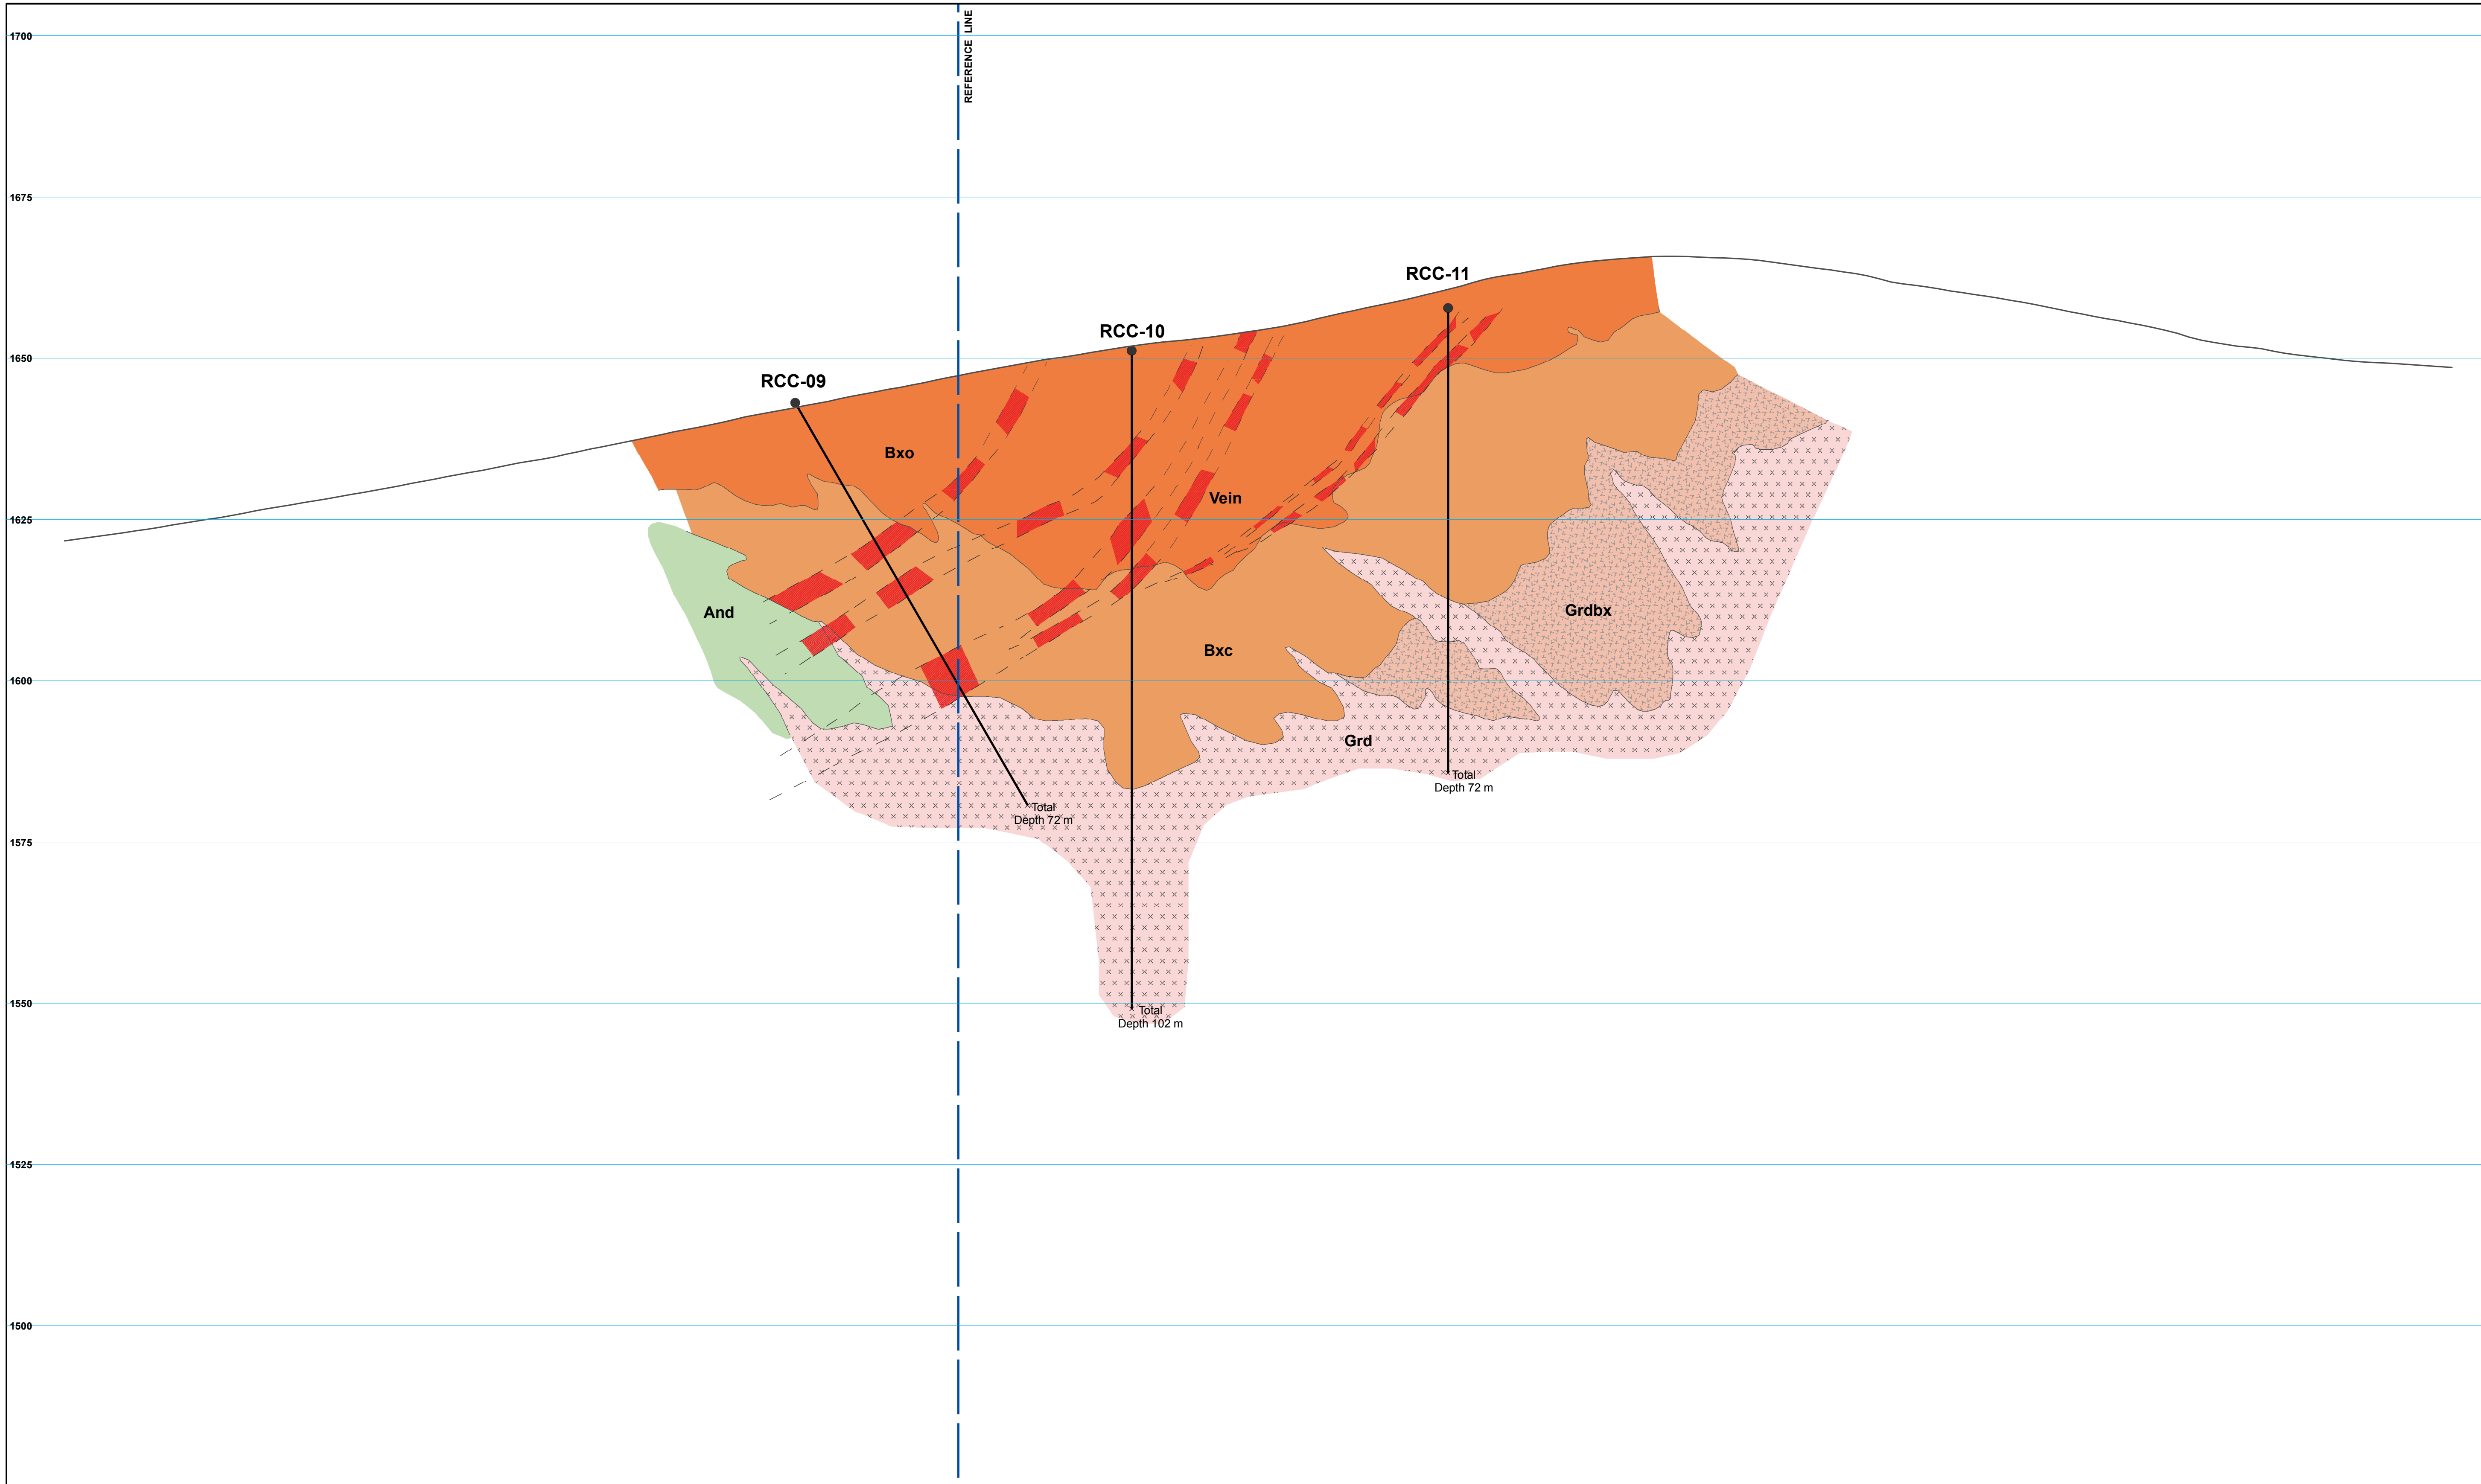 1700
REFERENCE LINE
1675
RCC-11
RCC-10
1650
RCC-09
Bxo
Vein
1625
And
Grdbx
Bxc
1600
Grd
Total
Depth 72 m
Total
Depth 72 m
1575
1550
Total
Depth 102 m
1525
1500